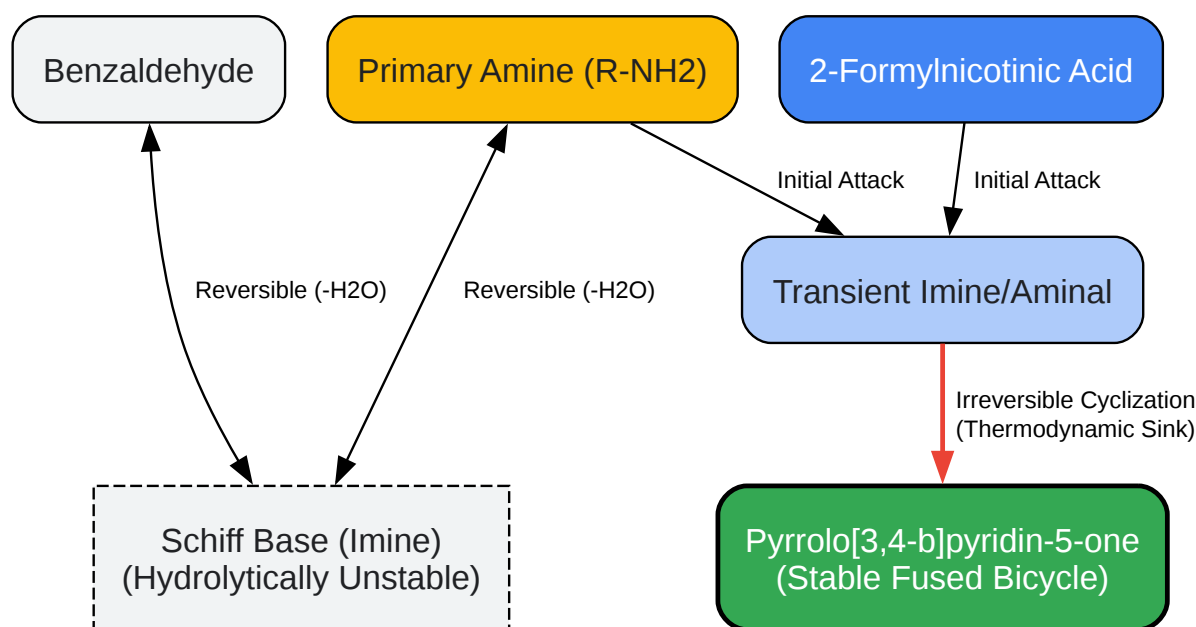 Benzaldehyde
Primary Amine (R-NH2)
2-Formylnicotinic Acid
Initial Attack
Initial Attack
Reversible (-H2O)
Reversible (-H2O)
Transient Imine/Aminal
Irreversible Cyclization
(Thermodynamic Sink)
Schiff Base (Imine)
(Hydrolytically Unstable)
Pyrrolo[3,4-b]pyridin-5-one
(Stable Fused Bicycle)